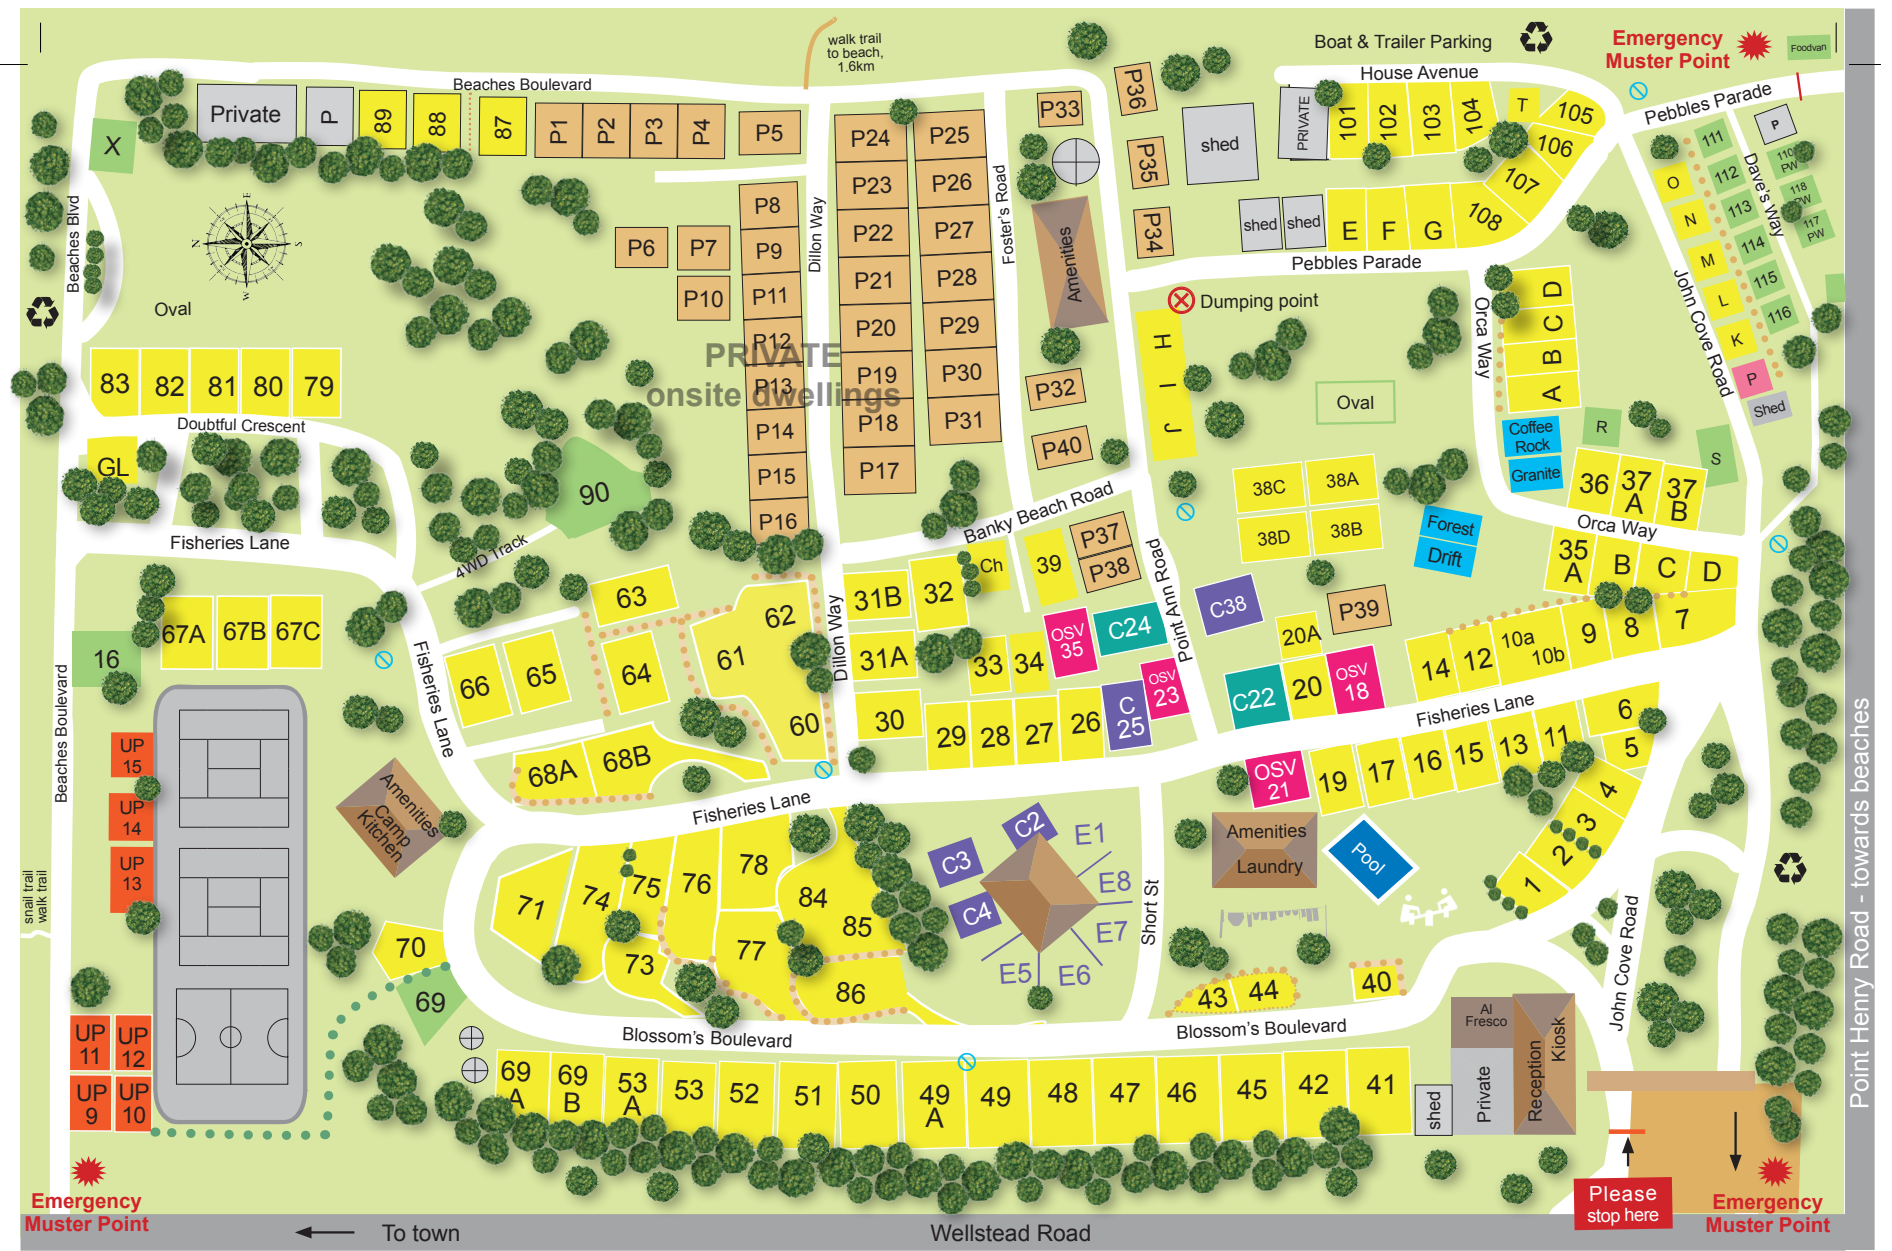 walk trail
to beach,
1.6km
Boat & Trailer Parking
Emergency
Muster Point
Foodvan
Beaches Boulevard
House Avenue
Pebbles Parade
Private
P
89
88
87
P1
P2
P3
P4
P5
X
P24
P25
P33
P36
shed
PRIVATE
101
102
103
104
T
105
106
107
108
111
P
110
PW
112
118
PW
113
117
PW
114
115
116
Dave's Way
O
N
M
L
K
P
Shed
John Cove Road
P23
P26
P35
P8
P22
P27
P34
shed
shed
E
F
G
P6
P7
P9
Dillon Way
Foster's Road
Amenities
Beaches Blvd
N
E
S
W
Oval
P10
P11
P21
P28
Pebbles Parade
Dumping point
P12
P20
P29
PRIVATE
onsite dwellings
P13
P19
P30
P32
P14
P18
P31
P40
P15
P17
P16
H
I
J
Orca Way
D
C
B
A
Oval
Coffee
Rock
Granite
R
S
83
82
81
80
79
Doubtful Crescent
GL
90
38C
38A
38D
38B
Forest
Drift
36
37
A
37
B
Orca Way
35
A
B
C
D
Fisheries Lane
4WD Track
Banky Beach Road
P37
P38
39
Ch
32
31B
Point Ann Road
C38
P39
20A
67A
67B
67C
16
63
62
61
60
64
65
66
Dillon Way
31A
33
34
OSV
35
C24
OSV
23
C22
20
OSV
18
14
12
10a
10b
9
8
7
Fisheries Lane
30
29
28
27
26
C
25
Fisheries Lane
6
5
Beaches Boulevard
UP
15
UP
14
UP
13
68A
68B
Amenities
Camp
Kitchen
Fisheries Lane
OSV
21
19
17
16
15
13
11
4
3
2
1
Point Henry Road - towards beaches
snail trail
walk trail
71
74
75
76
78
84
85
73
77
86
70
69
C2
C3
C4
E1
E8
E7
E6
E5
Short St
Amenities
Laundry
Pool
43
44
40
John Cove Road
UP
11
UP
12
UP
9
UP
10
Blossom's Boulevard
Blossom's Boulevard
Al
Fresco
Kiosk
Reception
Private
69
A
69
B
53
A
53
52
51
50
49
A
49
48
47
46
45
42
41
shed
Emergency
Muster Point
To town
Wellstead Road
Please
stop here
Emergency
Muster Point